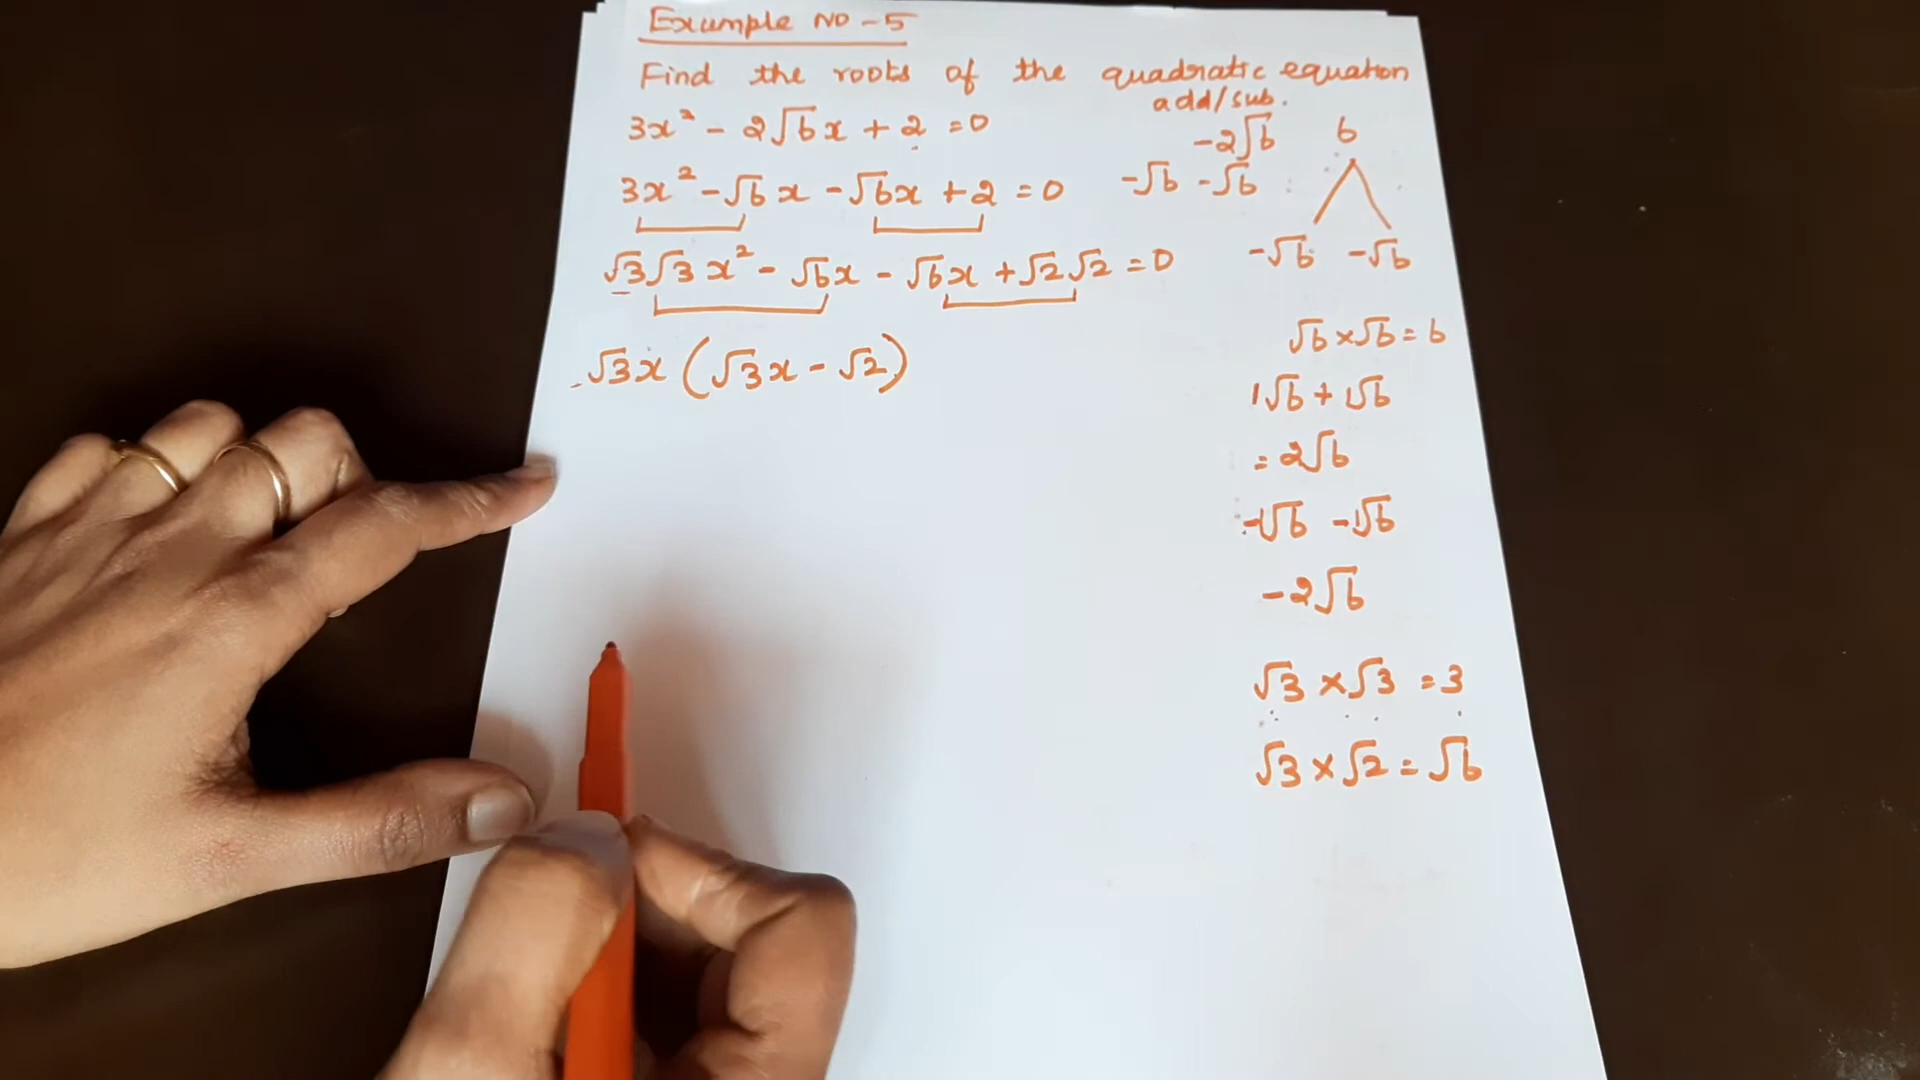 Example NO - 5
Find the roots of the quadratic equation
3x² - 2√6x + 2 = 0
3x² - √6x - √6x + 2 = 0
√3√3x² - √6x - √6x + √2√2 = 0
√3x (√3x - √2)
add/sub.
-2√6 6
-√6 -√6
-√6 -√6
√6 × √6 = 6
1√6 + 1√6
= 2√6
-1√6 - 1√6
-2√6
√3 × √3 = 3
√3 × √2 = √6